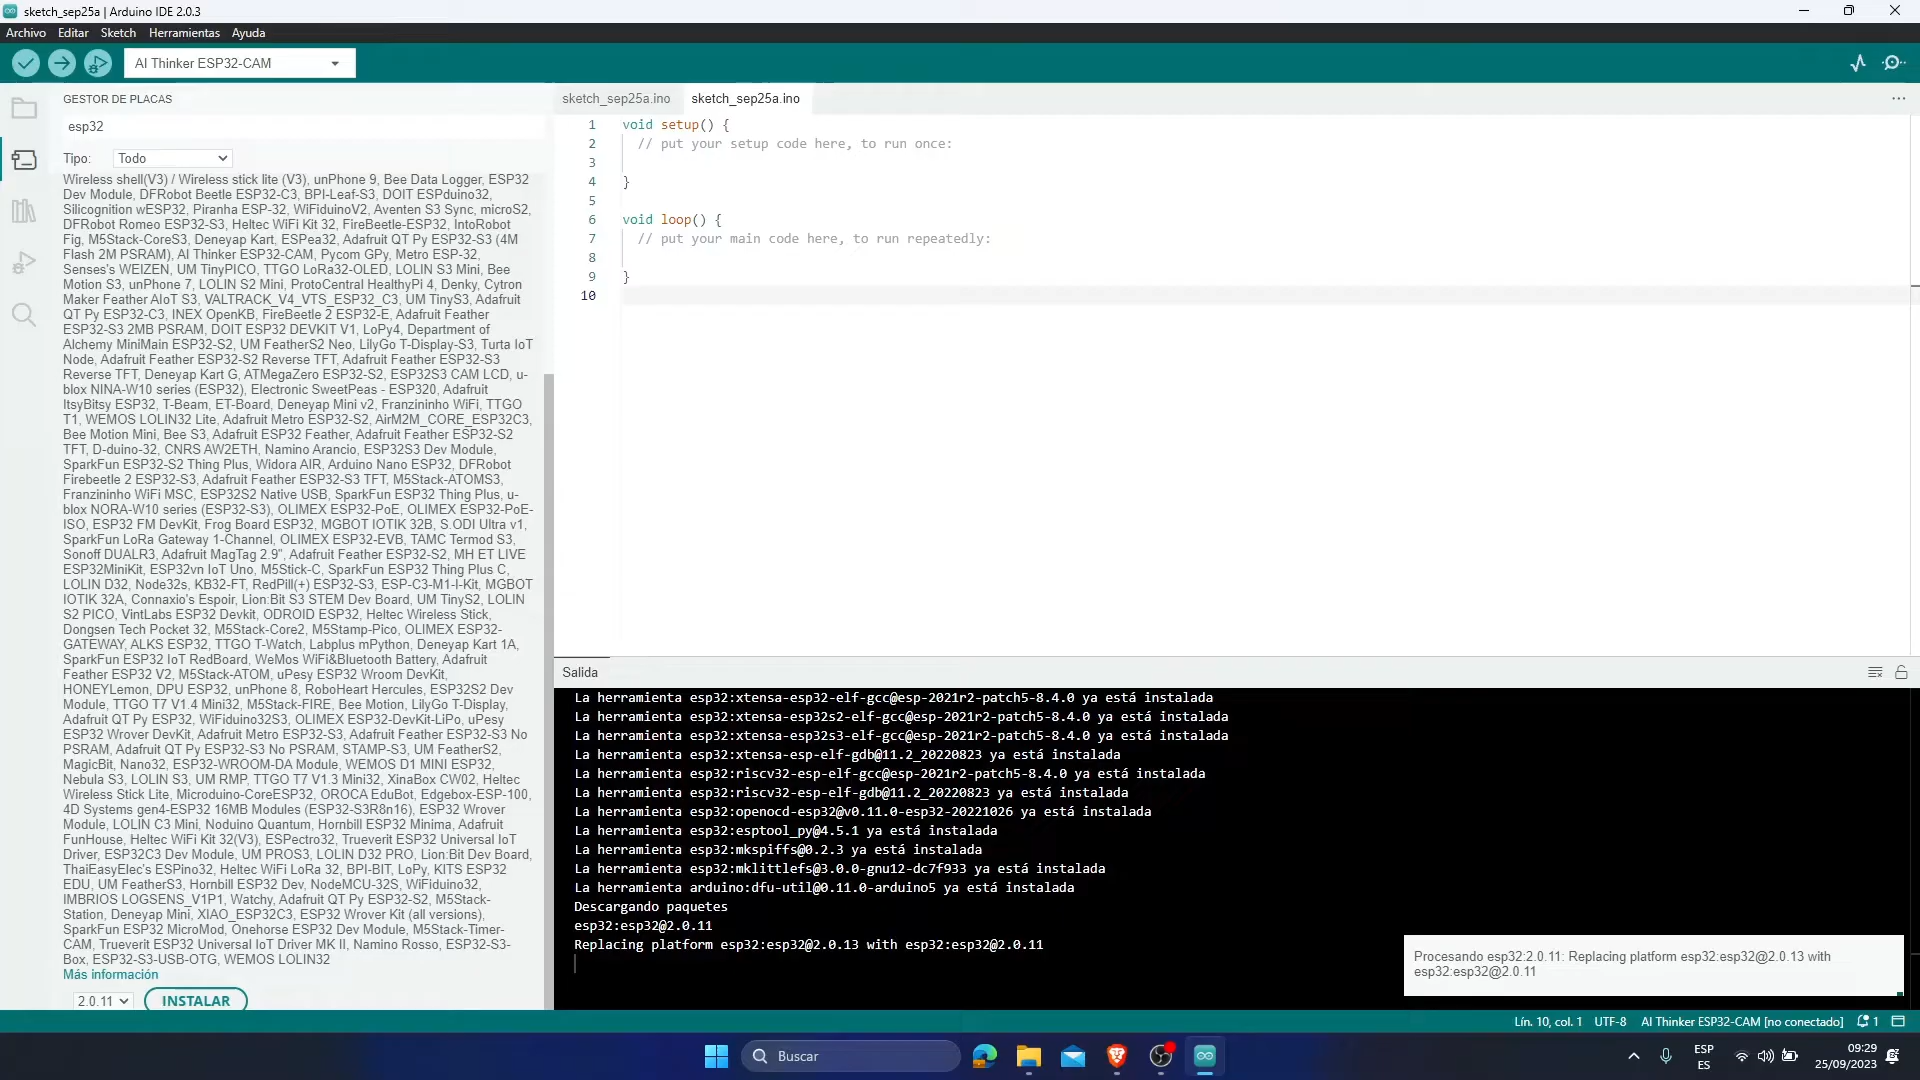 sketch_sep25a | Arduino IDE 2.0.3
Archivo Editar Sketch Herramientas Ayuda
AI Thinker ESP32-CAM
GESTOR DE PLACAS
esp32
Tipo: Todo
Wireless shell(V3) / Wireless stick lite (V3), unPhone 9, Bee Data Logger, ESP32
Dev Module, DFRobot Beetle ESP32-C3, BPI-Leaf-S3, DOIT ESPduino32,
Silicognition wESP32, Piranha ESP-32, WiFiduinoV2, Aventen S3 Sync, microS2,
DFRobot Romeo ESP32-S3, Heltec WiFi Kit 32, FireBeetle-ESP32, IntoRobot
Fig, M5Stack-CoreS3, Deneyap Kart, ESPea32, Adafruit QT Py ESP32-S3 (4M
Flash 2M PSRAM), AI Thinker ESP32-CAM, Pycom GPy, Metro ESP-32,
Senses's WEIZEN, UM TinyPICO, TTGO LoRa32-OLED, LOLIN S3 Mini, Bee
Motion S3, unPhone 7, LOLIN S2 Mini, ProtoCentral HealthyPi 4, Denky, Cytron
Maker Feather AIoT S3, VALTRACK_V4_VTS_ESP32_C3, UM TinyS3, Adafruit
QT Py ESP32-C3, INEX OpenKB, FireBeetle 2 ESP32-E, Adafruit Feather
ESP32-S3 2MB PSRAM, DOIT ESP32 DEVKIT V1, LoPy4, Department of
Alchemy MiniMain ESP32-S2, UM FeatherS2 Neo, LilyGo T-Display-S3, Turta IoT
Node, Adafruit Feather ESP32-S2 Reverse TFT, Adafruit Feather ESP32-S3
Reverse TFT, Deneyap Kart G, ATMegaZero ESP32-S2, ESP32S3 CAM LCD, u-
blox NINA-W10 series (ESP32), Electronic SweetPeas - ESP320, Adafruit
ItsyBitsy ESP32, T-Beam, ET-Board, Deneyap Mini v2, Franzininho WiFi, TTGO
T1, WEMOS LOLIN32 Lite, Adafruit Metro ESP32-S2, AirM2M_CORE_ESP32C3,
Bee Motion Mini, Bee S3, Adafruit ESP32 Feather, Adafruit Feather ESP32-S2
TFT, D-duino-32, CNRS AW2ETH, Namino Arancio, ESP32S3 Dev Module,
SparkFun ESP32-S2 Thing Plus, Widora AIR, Arduino Nano ESP32, DFRobot
Firebeetle 2 ESP32-S3, Adafruit Feather ESP32-S3 TFT, M5Stack-ATOMS3,
Franzininho WiFi MSC, ESP32S2 Native USB, SparkFun ESP32 Thing Plus, u-
blox NORA-W10 series (ESP32-S3), OLIMEX ESP32-PoE, OLIMEX ESP32-PoE-
ISO, ESP32 FM DevKit, Frog Board ESP32, MGBOT IOTIK 32B, S.ODI Ultra v1,
SparkFun LoRa Gateway 1-Channel, OLIMEX ESP32-EVB, TAMC Termod S3,
Sonoff DUALR3, Adafruit MagTag 2.9", Adafruit Feather ESP32-S2, MH ET LIVE
ESP32MiniKit, ESP32vn IoT Uno, M5Stick-C, SparkFun ESP32 Thing Plus C,
LOLIN D32, Node32s, KB32-FT, RedPill(+) ESP32-S3, ESP-C3-M1-I-Kit, MGBOT
IOTIK 32A, Connaxio's Espoir, Lion:Bit S3 STEM Dev Board, UM TinyS2, LOLIN
S2 PICO, VintLabs ESP32 Devkit, ODROID ESP32, Heltec Wireless Stick,
Dongsen Tech Pocket 32, M5Stack-Core2, M5Stamp-Pico, OLIMEX ESP32-
GATEWAY, ALKS ESP32, TTGO T-Watch, Labplus mPython, Deneyap Kart 1A,
SparkFun ESP32 IoT RedBoard, WeMos WiFi&Bluetooth Battery, Adafruit
Feather ESP32 V2, M5Stack-ATOM, uPesy ESP32 Wroom DevKit,
HONEYLemon, DPU ESP32, unPhone 8, RoboHeart Hercules, ESP32S2 Dev
Module, TTGO T7 V1.4 Mini32, M5Stack-FIRE, Bee Motion, LilyGo T-Display,
Adafruit QT Py ESP32, WiFiduino32S3, OLIMEX ESP32-DevKit-LiPo, uPesy
ESP32 Wrover DevKit, Adafruit Metro ESP32-S3, Adafruit Feather ESP32-S3 No
PSRAM, Adafruit QT Py ESP32-S3 No PSRAM, STAMP-S3, UM FeatherS2,
MagicBit, Nano32, ESP32-WROOM-DA Module, WEMOS D1 MINI ESP32,
Nebula S3, LOLIN S3, UM RMP, TTGO T7 V1.3 Mini32, XinaBox CW02, Heltec
Wireless Stick Lite, Microduino-CoreESP32, OROCA EduBot, Edgebox-ESP-100,
4D Systems gen4-ESP32 16MB Modules (ESP32-S3R8n16), ESP32 Wrover
Module, LOLIN C3 Mini, Noduino Quantum, Hornbill ESP32 Minima, Adafruit
FunHouse, Heltec WiFi Kit 32(V3), ESPectro32, Trueverit ESP32 Universal IoT
Driver, ESP32C3 Dev Module, UM PROS3, LOLIN D32 PRO, Lion:Bit Dev Board,
ThaiEasyElec's ESPino32, Heltec WiFi LoRa 32, BPI-BIT, LoPy, KITS ESP32
EDU, UM FeatherS3, Hornbill ESP32 Dev, NodeMCU-32S, WiFiduino32,
IMBRIOS LOGSENS_V1P1, Watchy, Adafruit QT Py ESP32-S2, M5Stack-
Station, Deneyap Mini, XIAO_ESP32C3, ESP32 Wrover Kit (all versions),
SparkFun ESP32 MicroMod, Onehorse ESP32 Dev Module, M5Stack-Timer-
CAM, Trueverit ESP32 Universal IoT Driver MK II, Namino Rosso, ESP32-S3-
Box, ESP32-S3-USB-OTG, WEMOS LOLIN32
Más información
2.0.11 INSTALAR
sketch_sep25a.ino sketch_sep25a.ino
1 void setup() {
2 // put your setup code here, to run once:
3
4 }
5
6 void loop() {
7 // put your main code here, to run repeatedly:
8
9 }
10
Salida
La herramienta esp32:xtensa-esp32-elf-gcc@esp-2021r2-patch5-8.4.0 ya está instalada
La herramienta esp32:xtensa-esp32s2-elf-gcc@esp-2021r2-patch5-8.4.0 ya está instalada
La herramienta esp32:xtensa-esp32s3-elf-gcc@esp-2021r2-patch5-8.4.0 ya está instalada
La herramienta esp32:xtensa-esp-elf-gdb@11.2_20220823 ya está instalada
La herramienta esp32:riscv32-esp-elf-gcc@esp-2021r2-patch5-8.4.0 ya está instalada
La herramienta esp32:riscv32-esp-elf-gdb@11.2_20220823 ya está instalada
La herramienta esp32:openocd-esp32@v0.11.0-esp32-20221026 ya está instalada
La herramienta esp32:esptool_py@4.5.1 ya está instalada
La herramienta esp32:mkspiffs@0.2.3 ya está instalada
La herramienta esp32:mklittlefs@3.0.0-gnu12-dc7f933 ya está instalada
La herramienta arduino:dfu-util@0.11.0-arduino5 ya está instalada
Descargando paquetes
esp32:esp32@2.0.11
Replacing platform esp32:esp32@2.0.13 with esp32:esp32@2.0.11
Procesando esp32:2.0.11: Replacing platform esp32:esp32@2.0.13 with
esp32:esp32@2.0.11
Lín. 10, col. 1 UTF-8 AI Thinker ESP32-CAM [no conectado] 1
Buscar
ESP
ES
09:29
25/09/2023